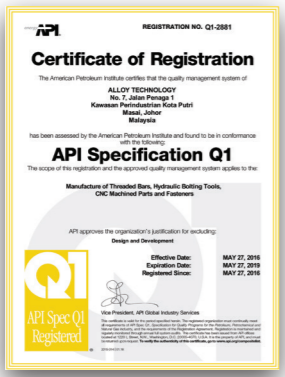 API
REGISTRATION NO. Q1-2881
Certificate of Registration
The American Petroleum Institute certifies that the quality management system of
ALLOY TECHNOLOGY
No. 7, Jalan Penaga 1
Kawasan Perindustrian Kota Putri
Masai, Johor
Malaysia
has been assessed by the American Petroleum Institute and found to be in conformance
with the following:
API Specification Q1
The scope of this registration and the approved quality management system applies to the:
Manufacture of Threaded Bars, Hydraulic Bolting Tools,
CNC Machined Parts and Fasteners
API approves the organization's justification for excluding:
Design and Development
Effective Date: MAY 27, 2016
Expiration Date: MAY 27, 2019
Registered Since: MAY 27, 2016
Q1
API Spec Q1
Registered
Vice President, API Global Industry Services